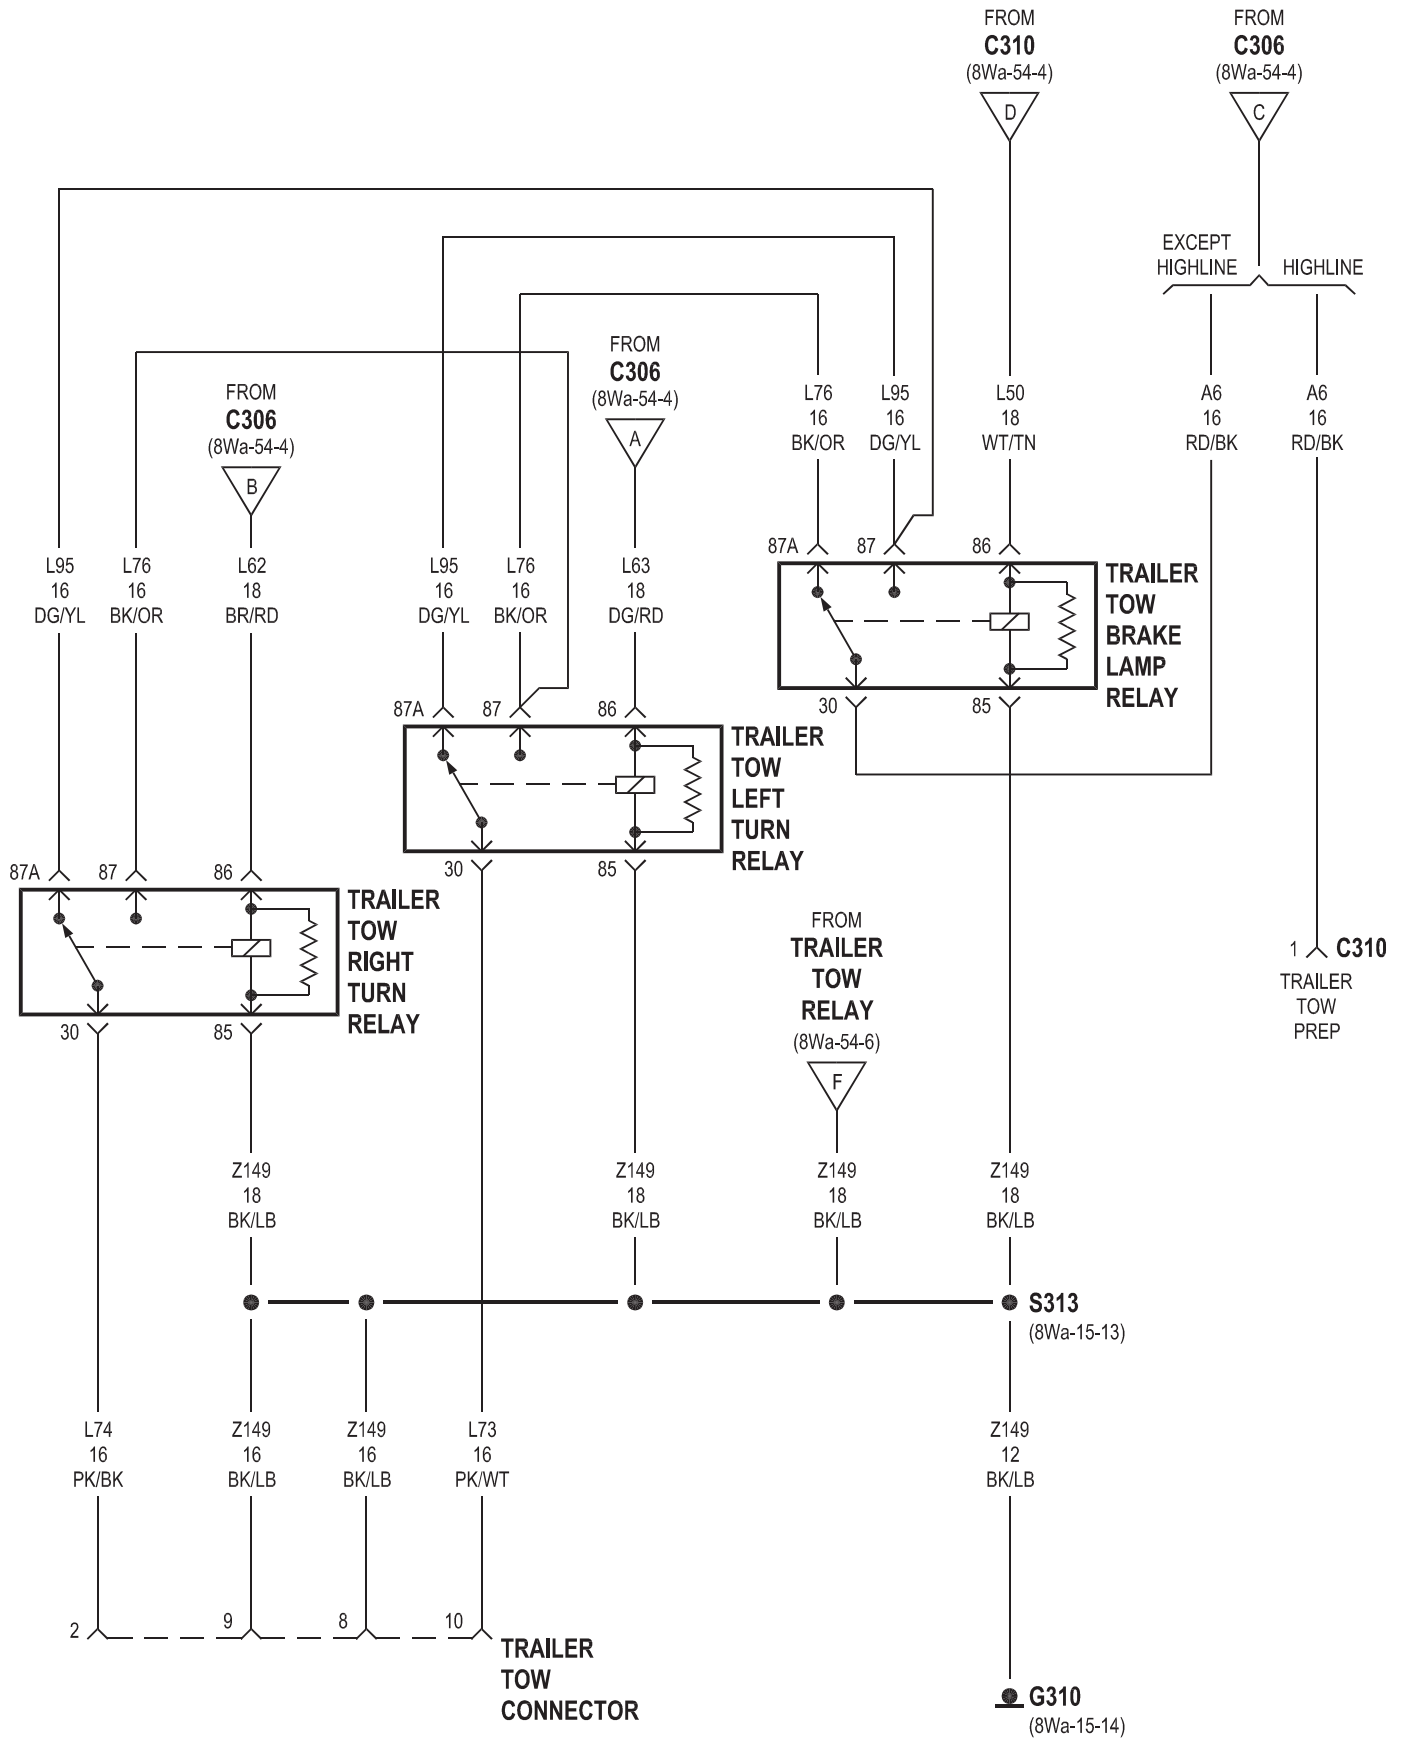 FROM
C310
(8Wa-54-4)
D
FROM
C306
(8Wa-54-4)
C
EXCEPT
HIGHLINE
HIGHLINE
FROM
C306
(8Wa-54-4)
A
FROM
C306
(8Wa-54-4)
B
L76
16
BK/OR
L95
16
DG/YL
L50
18
WT/TN
A6
16
RD/BK
A6
16
RD/BK
87A
87
86
TRAILER
TOW
BRAKE
LAMP
RELAY
30
85
L95
16
DG/YL
L76
16
BK/OR
L62
18
BR/RD
L95
16
DG/YL
L76
16
BK/OR
L63
18
DG/RD
87A
87
86
TRAILER
TOW
LEFT
TURN
RELAY
30
85
87A
87
86
TRAILER
TOW
RIGHT
TURN
RELAY
30
85
FROM
TRAILER
TOW
RELAY
(8Wa-54-6)
F
1
C310
TRAILER
TOW
PREP
Z149
18
BK/LB
Z149
18
BK/LB
Z149
18
BK/LB
Z149
18
BK/LB
S313
(8Wa-15-13)
L74
16
PK/BK
Z149
16
BK/LB
Z149
16
BK/LB
L73
16
PK/WT
Z149
12
BK/LB
2
9
8
10
TRAILER
TOW
CONNECTOR
G310
(8Wa-15-14)